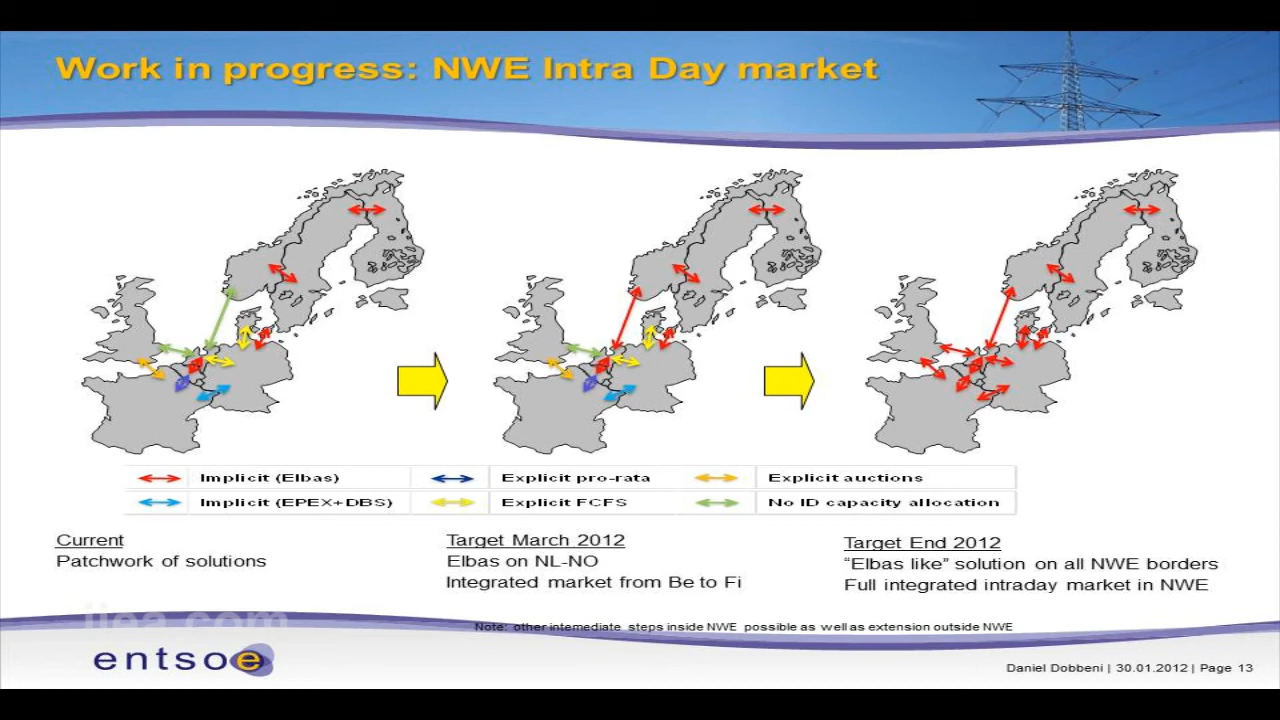 Work in progress: NWE Intra Day market
Implicit (Elbas)
Explicit pro-rata
Explicit auctions
Implicit (EPEX+DBS)
Explicit FCFS
No ID capacity allocation
Current
Patchwork of solutions
Target March 2012
Elbas on NL-NO
Integrated market from Be to Fi
Target End 2012
“Elbas like” solution on all NWE borders
Full integrated intraday market in NWE
iiea.com
Note: other intemediate steps inside NWE possible as well as extension outside NWE
entsoe
Daniel Dobbeni | 30.01.2012 | Page 13